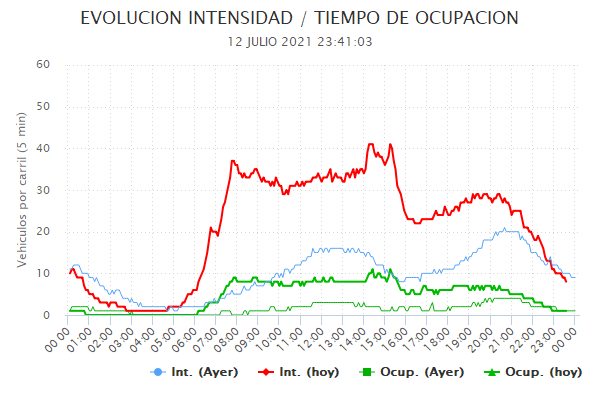 EVOLUCION INTENSIDAD / TIEMPO DE OCUPACION
12 JULIO 2021 23:41:03
Vehiculos por carril (5 min)
60
50
40
30
20
10
0
00:00 01:00 02:00 03:00 04:00 05:00 06:00 07:00 08:00 09:00 10:00 11:00 12:00 13:00 14:00 15:00 16:00 17:00 18:00 19:00 20:00 21:00 22:00 23:00 00:00
Int. (Ayer) Int. (hoy) Ocup. (Ayer) Ocup. (hoy)